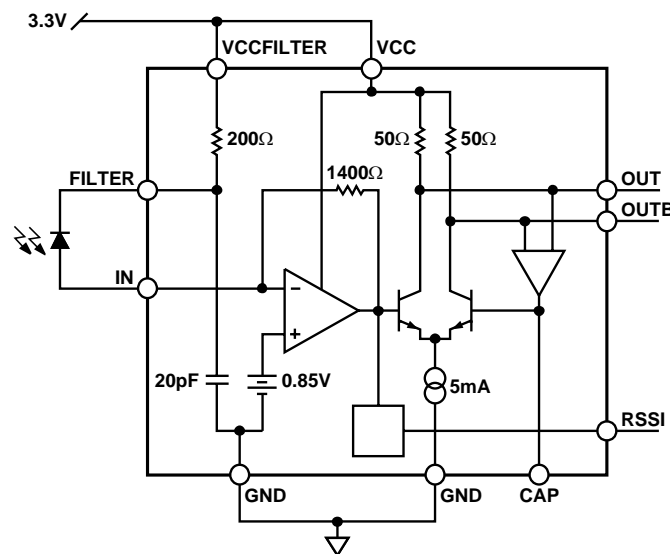 3.3V
VCCFILTER
VCC
200Ω
50Ω
50Ω
1400Ω
FILTER
OUT
OUTB
IN
20pF
0.85V
5mA
RSSI
GND
GND
CAP